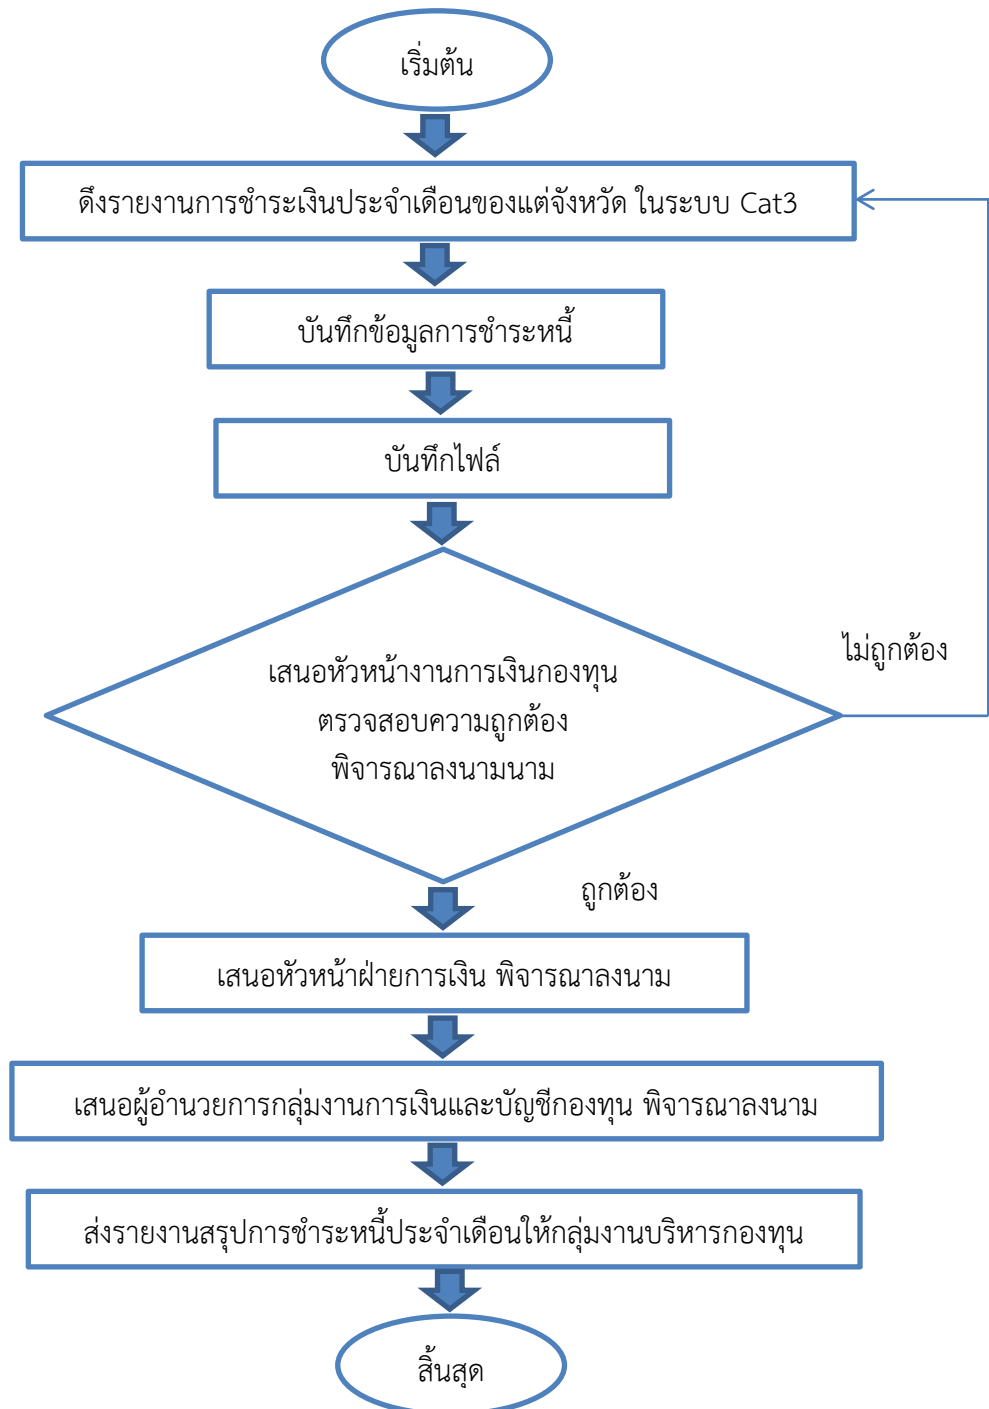 เริ่มต้น
ดึงรายงานการชำระเงินประจำเดือนของแต่จังหวัด ในระบบ Cat3
บันทึกข้อมูลการชำระหนี้
บันทึกไฟล์
ไม่ถูกต้อง
เสนอหัวหน้างานการเงินกองทุน
ตรวจสอบความถูกต้อง
พิจารณาลงนามนาม
ถูกต้อง
เสนอหัวหน้าฝ่ายการเงิน พิจารณาลงนาม
เสนอผู้อำนวยการกลุ่มงานการเงินและบัญชีกองทุน พิจารณาลงนาม
ส่งรายงานสรุปการชำระหนี้ประจำเดือนให้กลุ่มงานบริหารกองทุน
สิ้นสุด